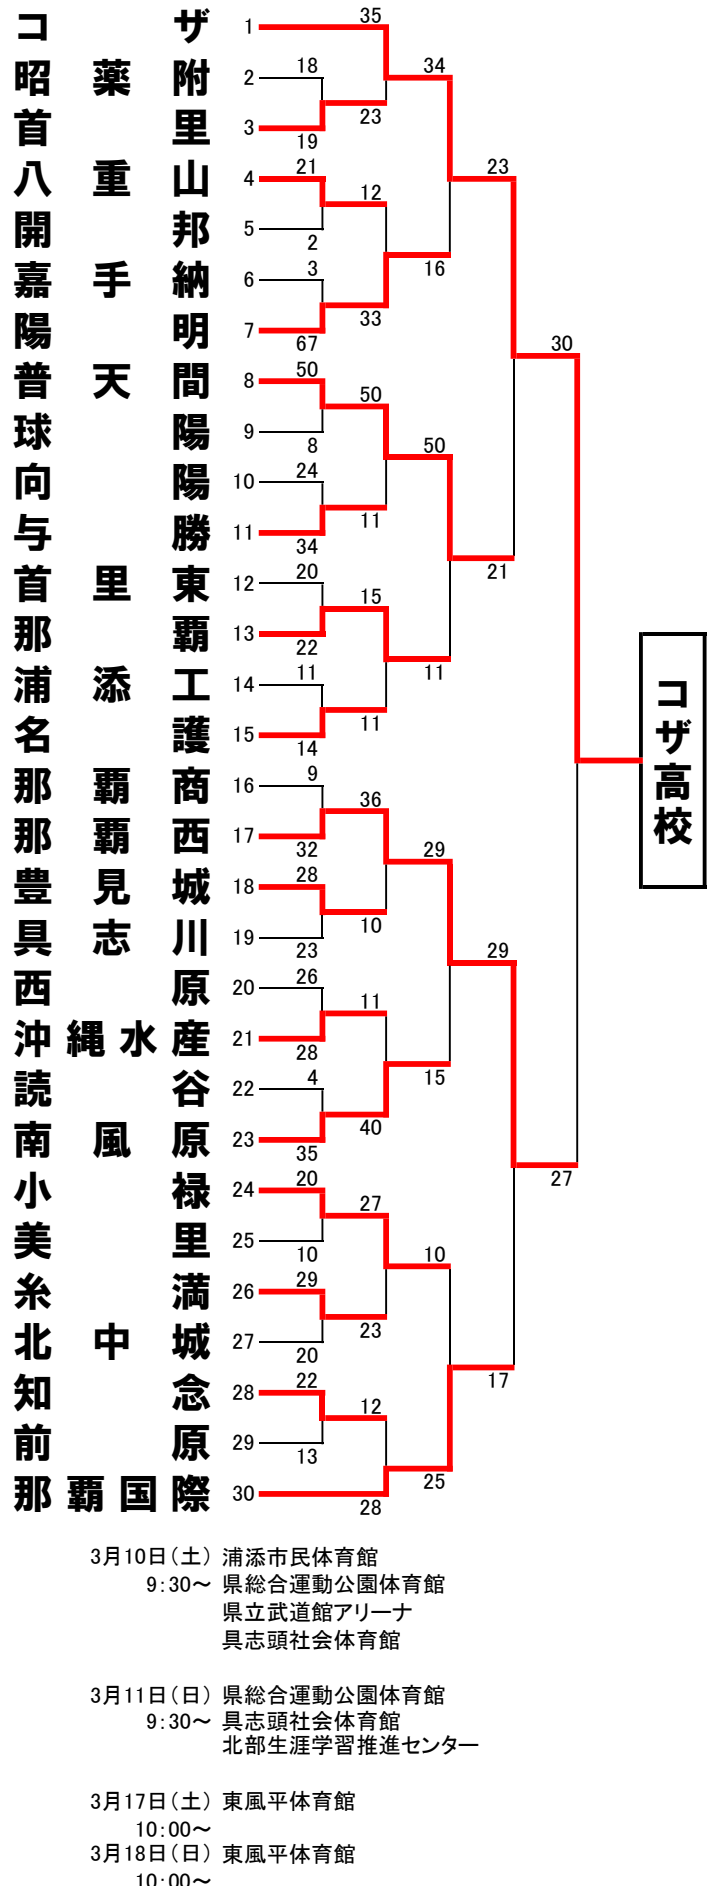 35
コザ 1
34
昭薬附 2 18
23
首里 3 19
23
八重山 4 21
12
開邦 5 2
16
嘉手納 6 3
33
陽明 7 67
30
普天間 8 50
50
球陽 9 8
50
向陽 10 24
11
与勝 11 34
21
首里東 12 20
15
那覇 13 22
11
浦添工 14 11
11
名護 15 14
コザ高校
那覇商 16 9
36
那覇西 17 32
29
豊見城 18 28
10
具志川 19 23
29
西原 20 26
11
沖縄水産 21 28
15
読谷 22 4
40
南風原 23 35
27
小禄 24 20
27
美里 25 10
10
糸満 26 29
23
北中城 27 20
17
知念 28 22
12
前原 29 13
25
那覇国際 30
28
3月10日(土) 浦添市民体育館
9:30～ 県総合運動公園体育館
県立武道館アリーナ
具志頭社会体育館
3月11日(日) 県総合運動公園体育館
9:30～ 具志頭社会体育館
北部生涯学習推進センター
3月17日(土) 東風平体育館
10:00～
3月18日(日) 東風平体育館
10:00～